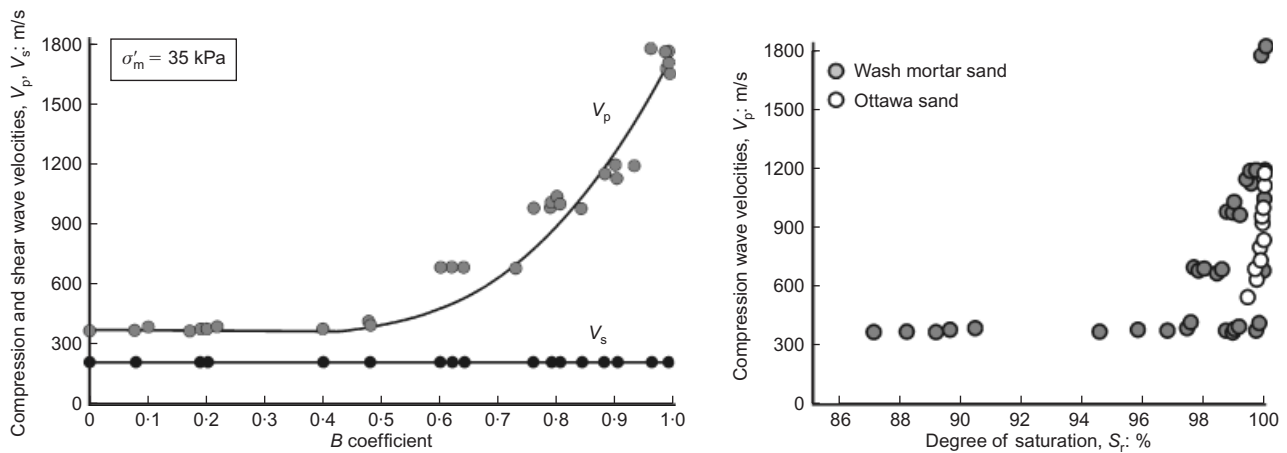 Compression and shear wave velocities, Vp, Vs: m/s
1800
1500
1200
900
600
300
0
σ′m = 35 kPa
Vp
Vs
0 0·1 0·2 0·3 0·4 0·5 0·6 0·7 0·8 0·9 1·0
B coefficient
Compression wave velocities, Vp: m/s
1800
1500
1200
900
600
300
0
Wash mortar sand
Ottawa sand
86 88 90 92 94 96 98 100
Degree of saturation, Sr: %